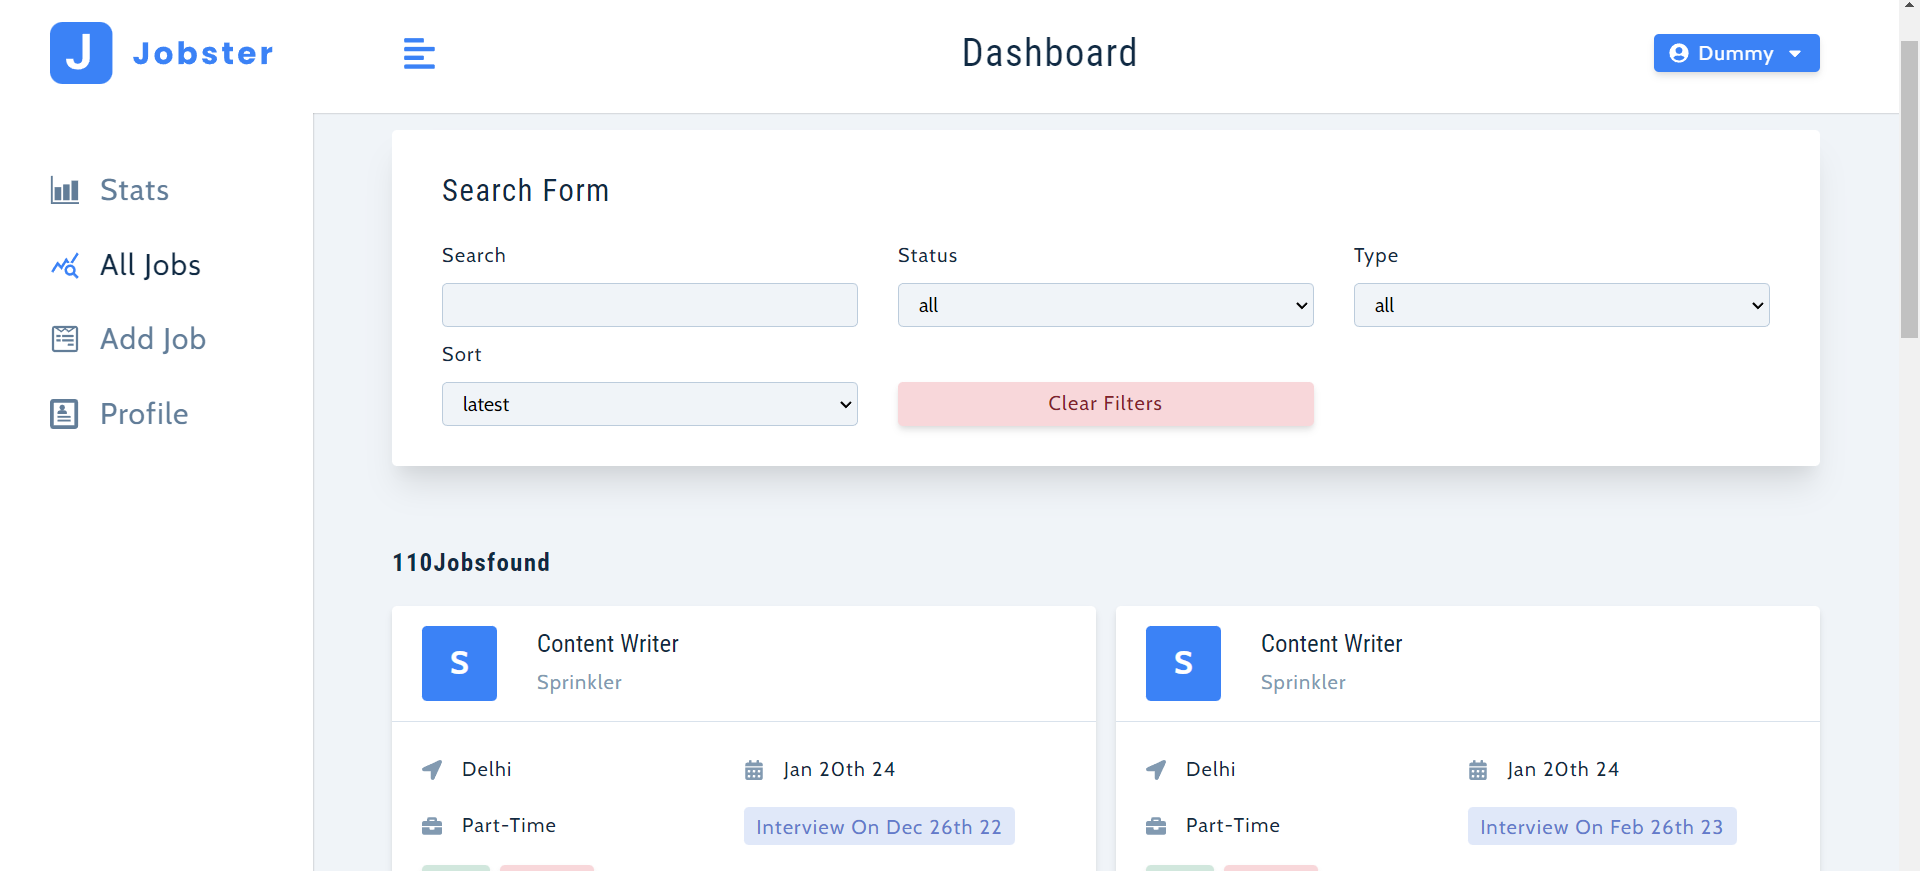 J Jobster
Dashboard
Dummy
Stats
All Jobs
Add Job
Profile
Search Form
Search
Status
Type
all
all
Sort
latest
Clear Filters
110Jobsfound
S
Content Writer
Sprinkler
Delhi
Jan 20th 24
Part-Time
Interview On Dec 26th 22
S
Content Writer
Sprinkler
Delhi
Jan 20th 24
Part-Time
Interview On Feb 26th 23